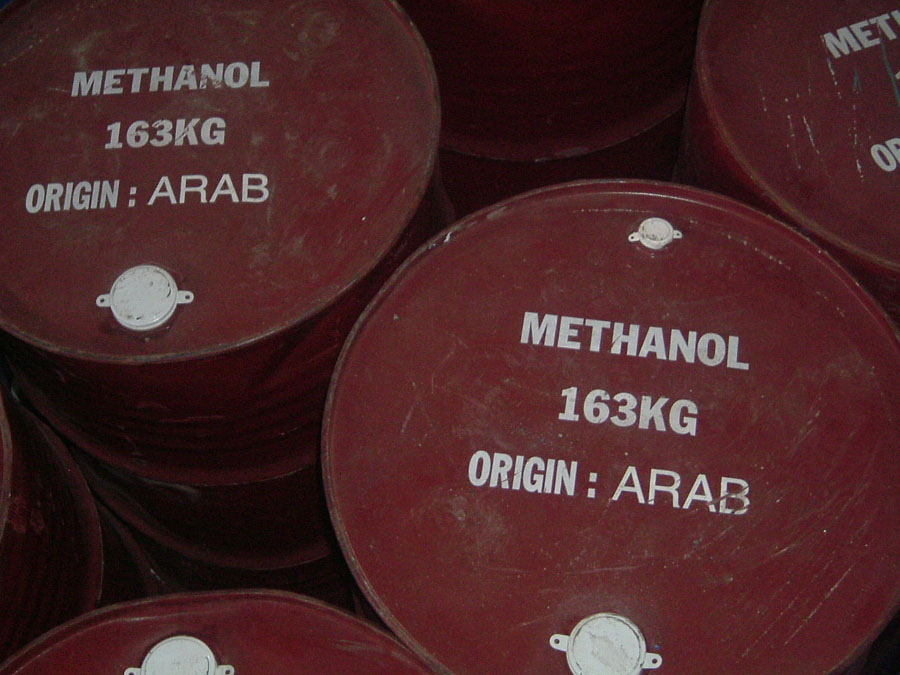 METHANOL
163KG
ORIGIN : ARAB
METHANOL
163KG
ORIGIN : ARAB